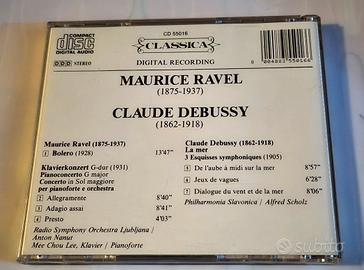 CD 55016
COMPACT
disc
DIGITAL AUDIO
DDD STEREO
CLASSICA
DIGITAL RECORDING
MAURICE RAVEL
(1875-1937)
CLAUDE DEBUSSY
(1862-1918)
Maurice Ravel (1875-1937)
1 Bolero (1928) 13'47"
Klavierkonzert G-dur (1931)
Pianoconcerto G major
Concerto in Sol maggiore
per pianoforte e orchestra
2 Allegramente 8'40"
3 Adagio assai 8'41"
4 Presto 4'03"
Radio Symphony Orchestra Ljubljana /
Anton Nanut
Mee Chou Lee, Klavier / Pianoforte
Claude Debussy (1862-1918)
La mer
3 Esquisses symphoniques (1905)
5 De l'aube à midi sur la mer 8'57"
6 Jeux de vagues 6'28"
7 Dialogue du vent et de la mer 8'06"
Philharmonia Slavonica / Alfred Scholz
subito